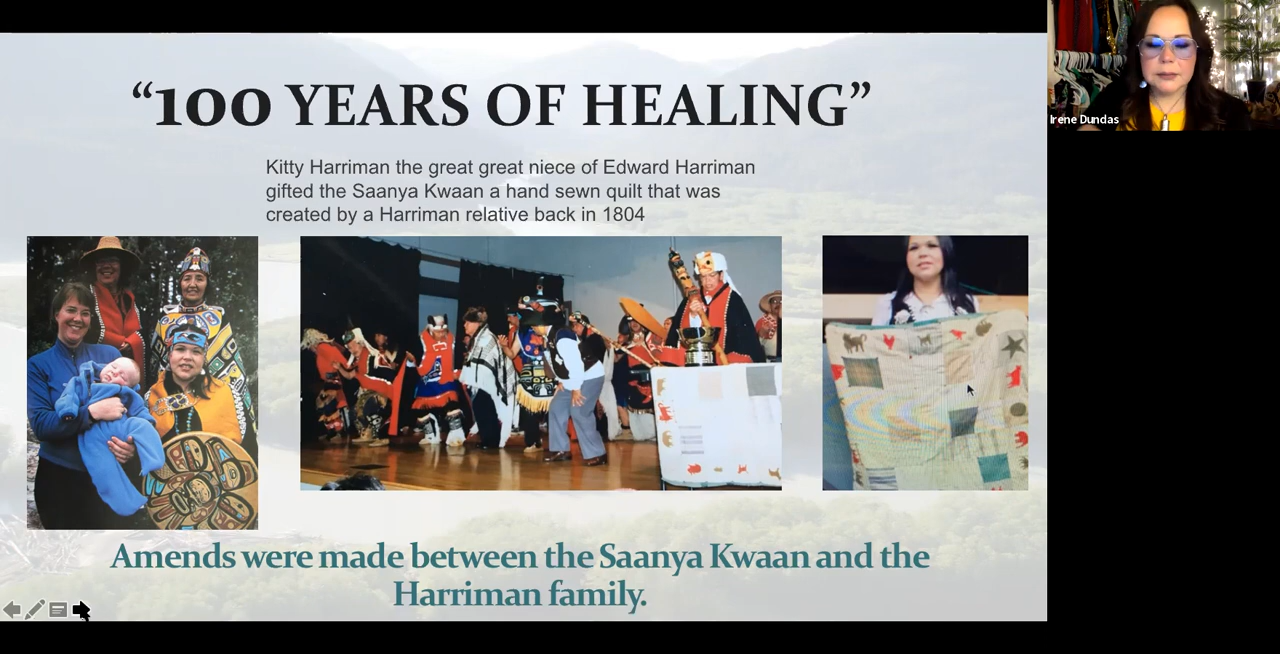 “100 YEARS OF HEALING”
Kitty Harriman the great great niece of Edward Harriman
gifted the Saanya Kwaan a hand sewn quilt that was
created by a Harriman relative back in 1804
Amends were made between the Saanya Kwaan and the
Harriman family.
Irene Dundas